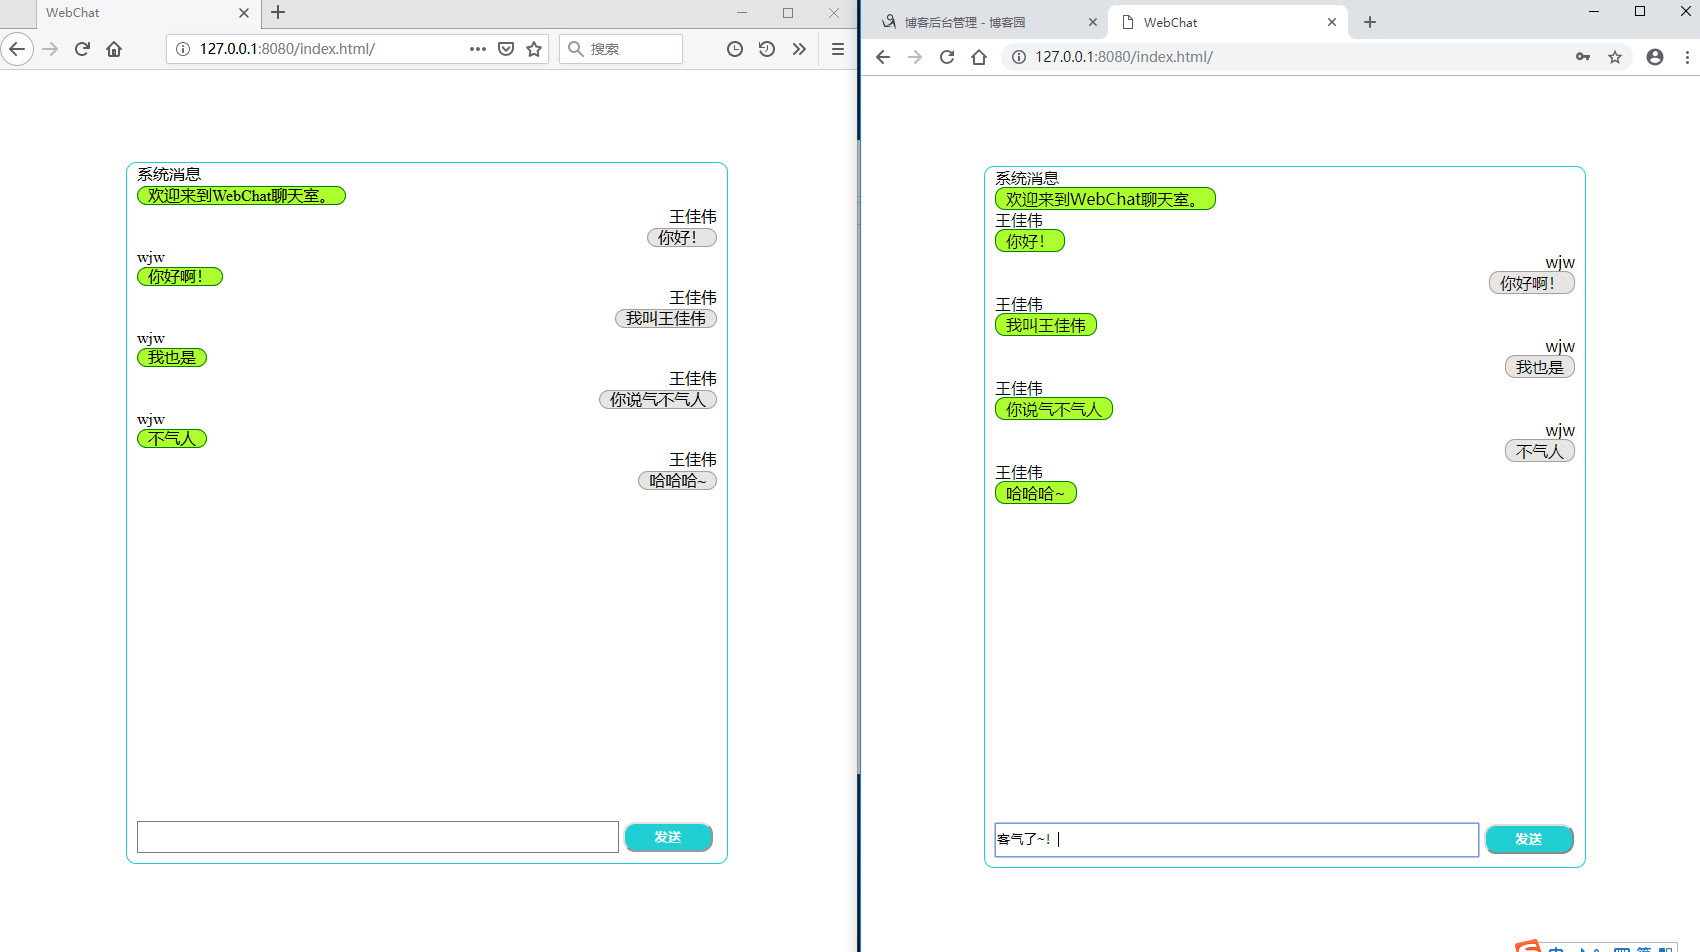 WebChat
127.0.0.1:8080/index.html/
搜索
系统消息
欢迎来到WebChat聊天室。
王佳伟
你好！
wjw
你好啊！
王佳伟
我叫王佳伟
wjw
我也是
王佳伟
你说气不气人
wjw
不气人
王佳伟
哈哈哈~
发送
博客后台管理 - 博客园
WebChat
127.0.0.1:8080/index.html/
系统消息
欢迎来到WebChat聊天室。
王佳伟
你好！
wjw
你好啊！
王佳伟
我叫王佳伟
wjw
我也是
王佳伟
你说气不气人
wjw
不气人
王佳伟
哈哈哈~
客气了~！
发送